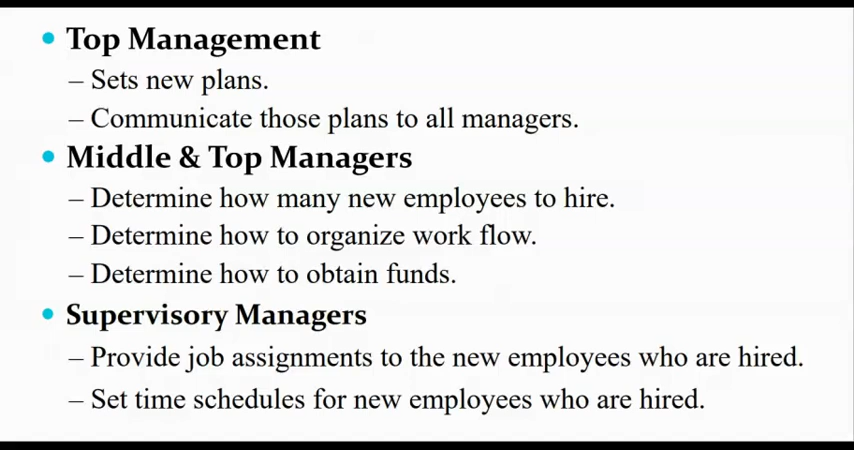 • Top Management
– Sets new plans.
– Communicate those plans to all managers.
• Middle & Top Managers
– Determine how many new employees to hire.
– Determine how to organize work flow.
– Determine how to obtain funds.
• Supervisory Managers
– Provide job assignments to the new employees who are hired.
– Set time schedules for new employees who are hired.